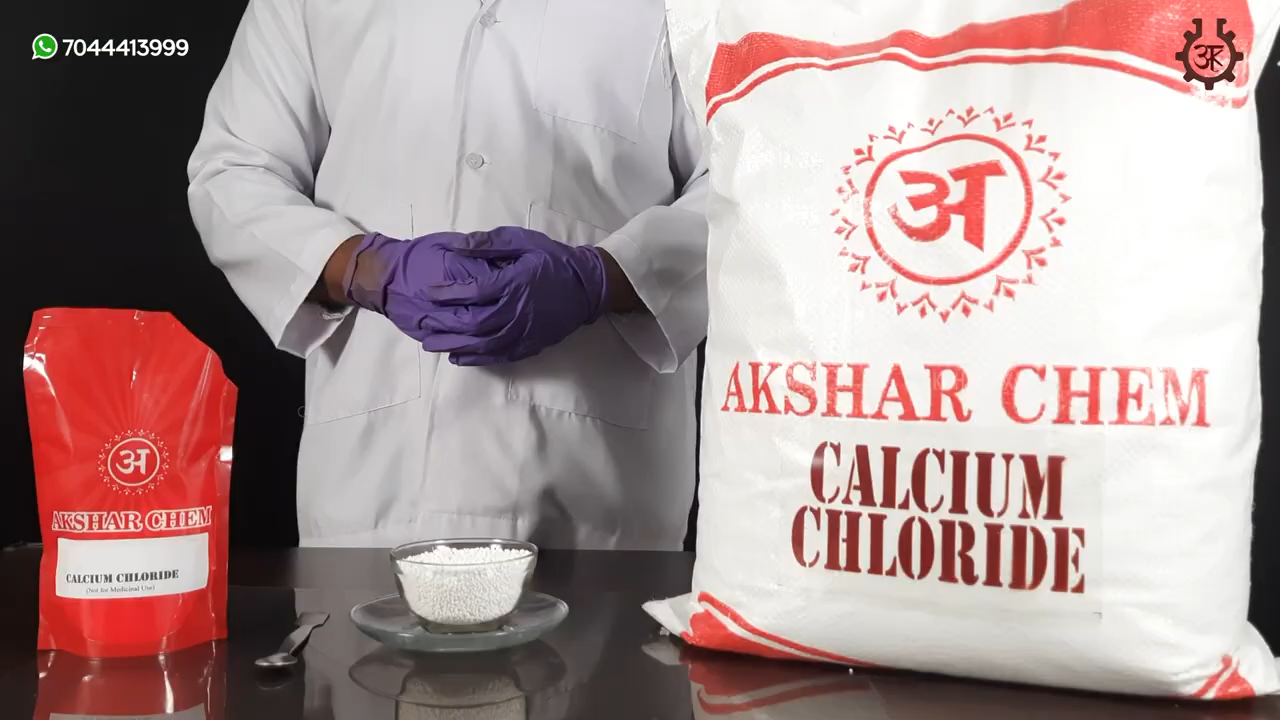 7044413999
अ
अ
AKSHAR CHEM
CALCIUM
CHLORIDE
अ
AKSHAR CHEM
CALCIUM CHLORIDE
(Not for Medicinal Use)